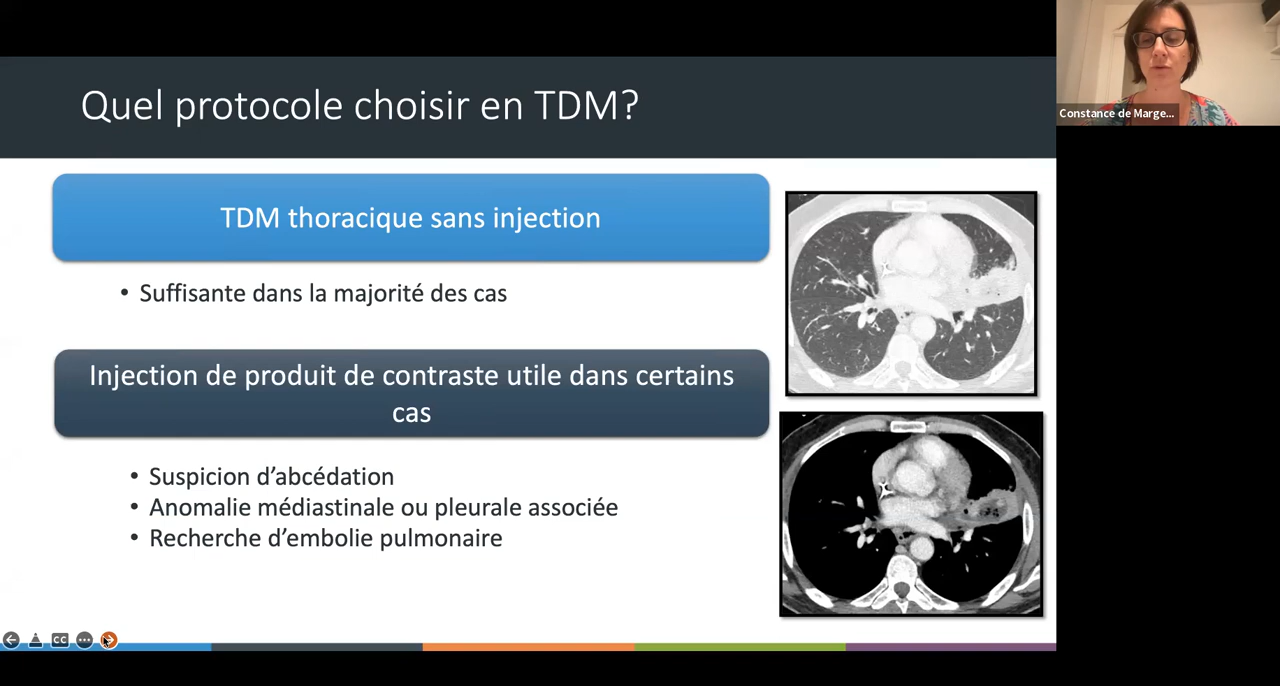 Quel protocole choisir en TDM?
Constance de Marge...
TDM thoracique sans injection
• Suffisante dans la majorité des cas
Injection de produit de contraste utile dans certains
cas
• Suspicion d’abcédation
• Anomalie médiastinale ou pleurale associée
• Recherche d’embolie pulmonaire
CC